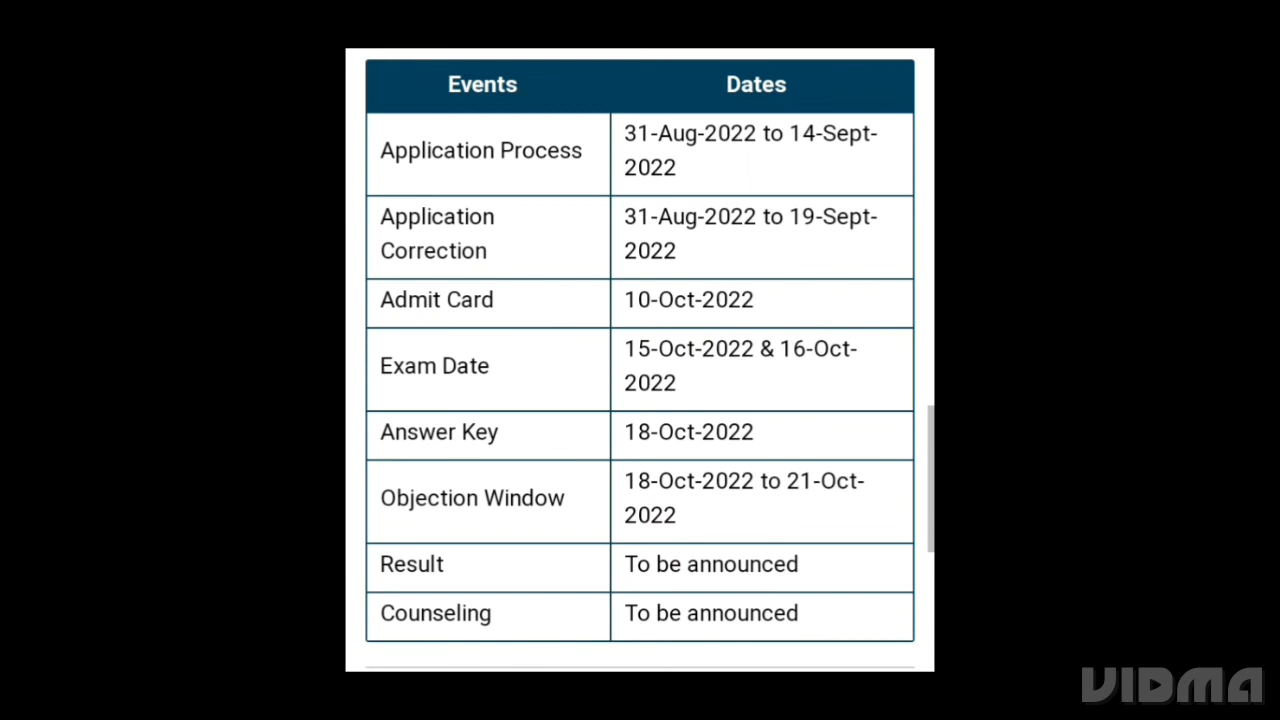 Events Dates
Application Process 31-Aug-2022 to 14-Sept-
2022
Application 31-Aug-2022 to 19-Sept-
Correction 2022
Admit Card 10-Oct-2022
Exam Date 15-Oct-2022 & 16-Oct-
2022
Answer Key 18-Oct-2022
Objection Window 18-Oct-2022 to 21-Oct-
2022
Result To be announced
Counseling To be announced
VIDMA